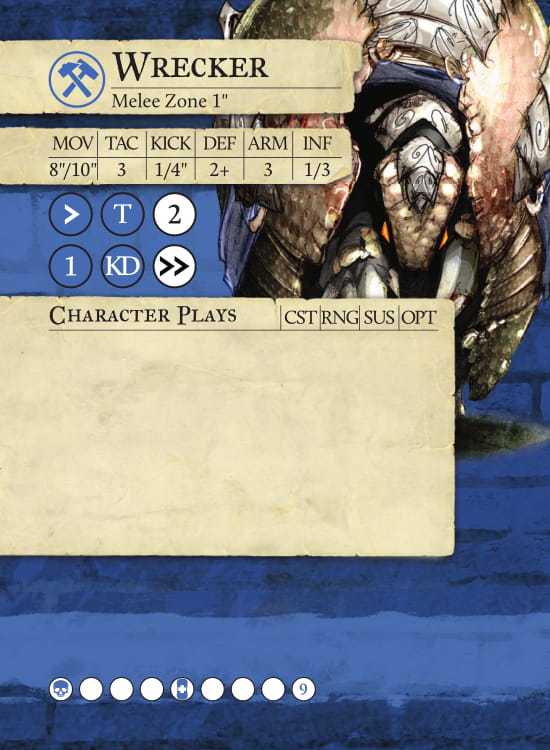 Wrecker
Melee Zone 1"
MOV TAC KICK DEF ARM INF
8"/10" 3 1/4" 2+ 3 1/3
> T 2
1 KD >>
Character Plays CST RNG SUS OPT
9